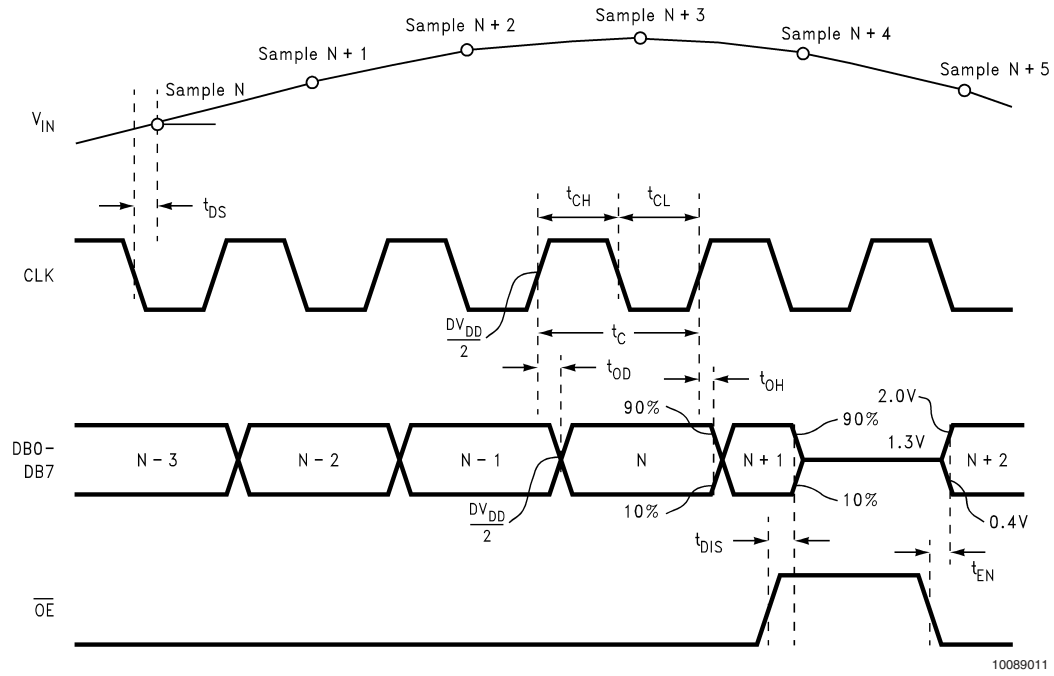 Sample N
Sample N + 1
Sample N + 2
Sample N + 3
Sample N + 4
Sample N + 5
VIN
tDS
tCH
tCL
CLK
DVDD
2
tC
tOD
tOH
90%
2.0V
90%
1.3V
DB0-
DB7
N - 3
N - 2
N - 1
N
N + 1
N + 2
DVDD
2
10%
10%
0.4V
tDIS
tEN
OE
10089011